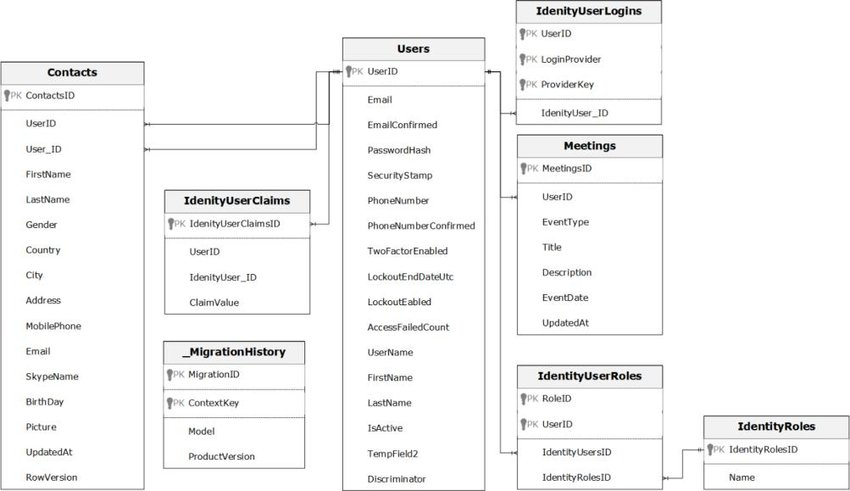 Contacts
PK ContactsID
UserID
User_ID
FirstName
LastName
Gender
Country
City
Address
MobilePhone
Email
SkypeName
BirthDay
Picture
UpdatedAt
RowVersion
IdenityUserClaims
PK IdenityUserClaimsID
UserID
IdenityUser_ID
ClaimValue
_MigrationHistory
PK MigrationID
PK ContextKey
Model
ProductVersion
Users
PK UserID
Email
EmailConfirmed
PasswordHash
SecurityStamp
PhoneNumber
PhoneNumberConfirmed
TwoFactorEnabled
LockoutEndDateUtc
LockoutEabled
AccessFailedCount
UserName
FirstName
LastName
IsActive
TempField2
Discriminator
IdenityUserLogins
PK UserID
PK LoginProvider
PK ProviderKey
IdenityUser_ID
Meetings
PK MeetingsID
UserID
EventType
Title
Description
EventDate
UpdatedAt
IdentityUserRoles
PK RoleID
PK UserID
IdentityUsersID
IdentityRolesID
IdentityRoles
PK IdentityRolesID
Name